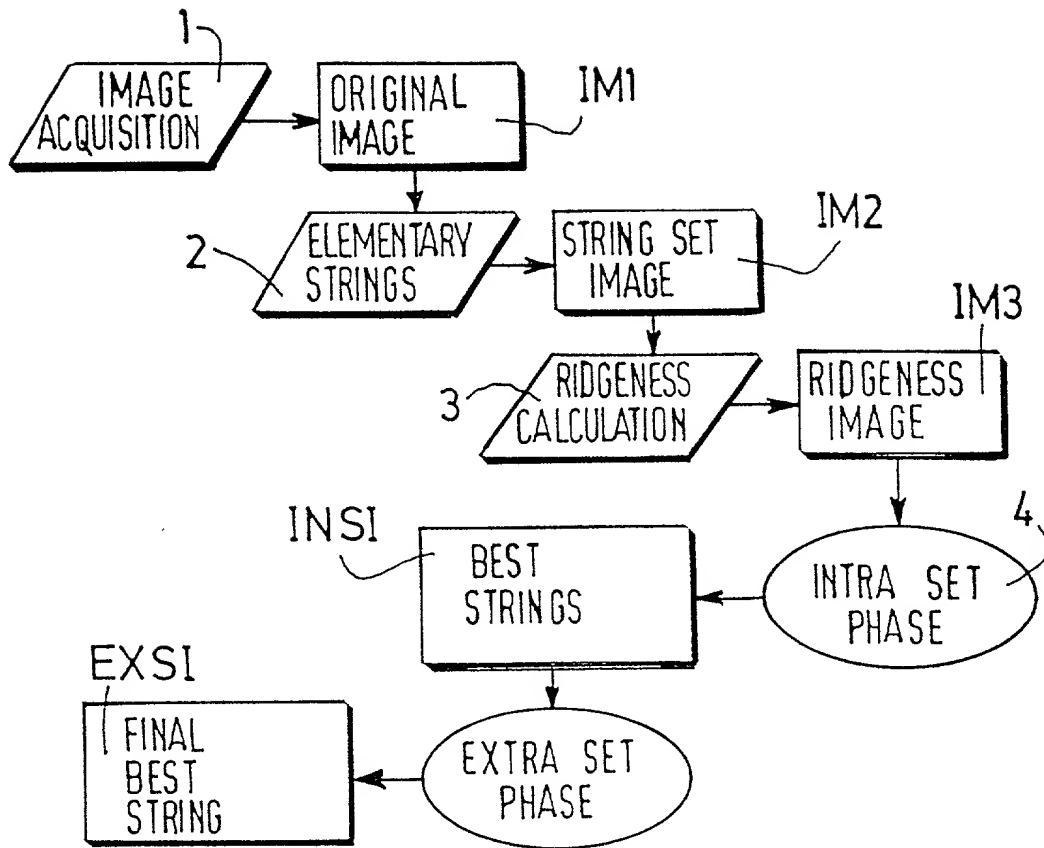 1
IMAGE
ACQUISITION
ORIGINAL
IMAGE
IM1
2
ELEMENTARY
STRINGS
STRING SET
IMAGE
IM2
3
RIDGENESS
CALCULATION
RIDGENESS
IMAGE
IM3
INSI
BEST
STRINGS
INTRA SET
PHASE
4
EXSI
FINAL
BEST
STRING
EXTRA SET
PHASE